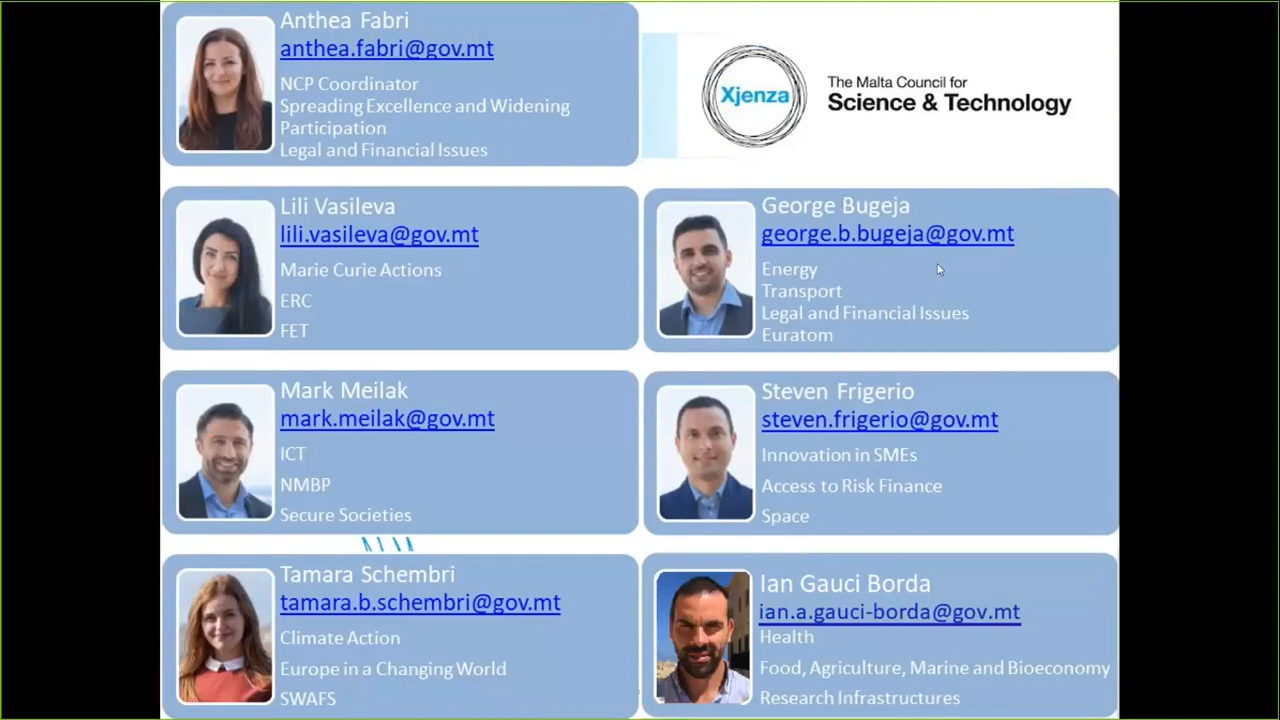 Anthea Fabri
anthea.fabri@gov.mt
NCP Coordinator
Spreading Excellence and Widening
Participation
Legal and Financial Issues
Xjenza
The Malta Council for
Science & Technology
Lili Vasileva
lili.vasileva@gov.mt
Marie Curie Actions
ERC
FET
George Bugeja
george.b.bugeja@gov.mt
Energy
Transport
Legal and Financial Issues
Euratom
Mark Meilak
mark.meilak@gov.mt
ICT
NMBP
Secure Societies
Steven Frigerio
steven.frigerio@gov.mt
Innovation in SMEs
Access to Risk Finance
Space
Tamara Schembri
tamara.b.schembri@gov.mt
Climate Action
Europe in a Changing World
SWAFS
Ian Gauci Borda
ian.a.gauci-borda@gov.mt
Health
Food, Agriculture, Marine and Bioeconomy
Research Infrastructures